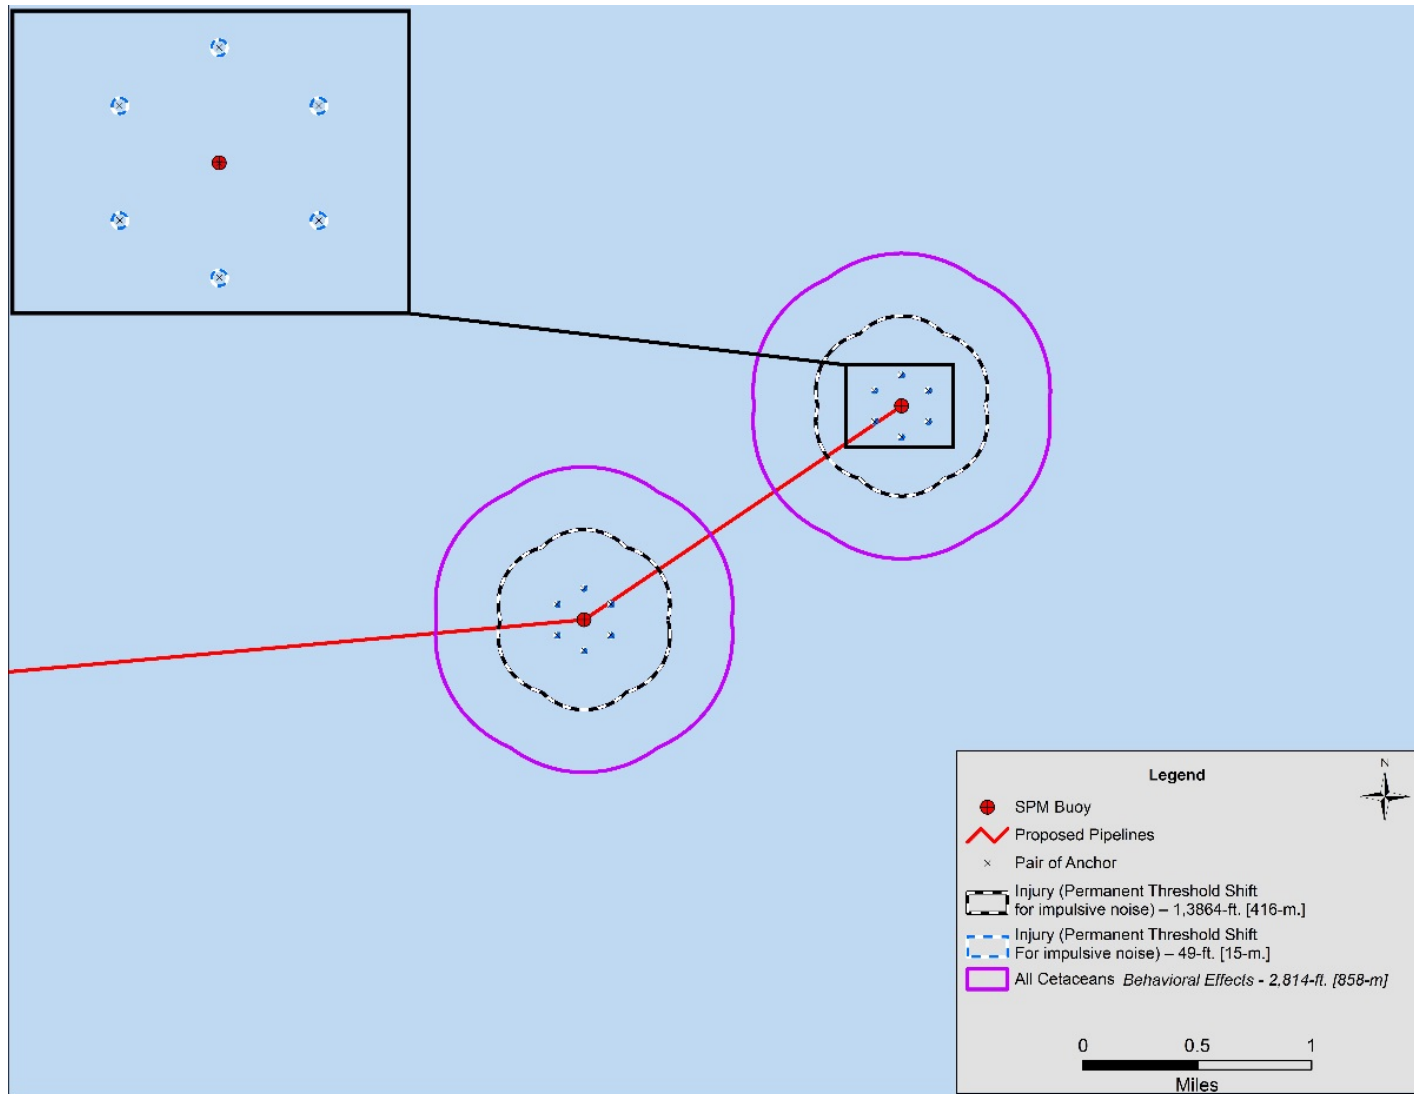 Legend
N
SPM Buoy
Proposed Pipelines
Pair of Anchor
Injury (Permanent Threshold Shift
for impulsive noise) – 1,3864-ft. [416-m.]
Injury (Permanent Threshold Shift
For impulsive noise) – 49-ft. [15-m.]
All Cetaceans Behavioral Effects - 2,814-ft. [858-m]
0 0.5 1
Miles